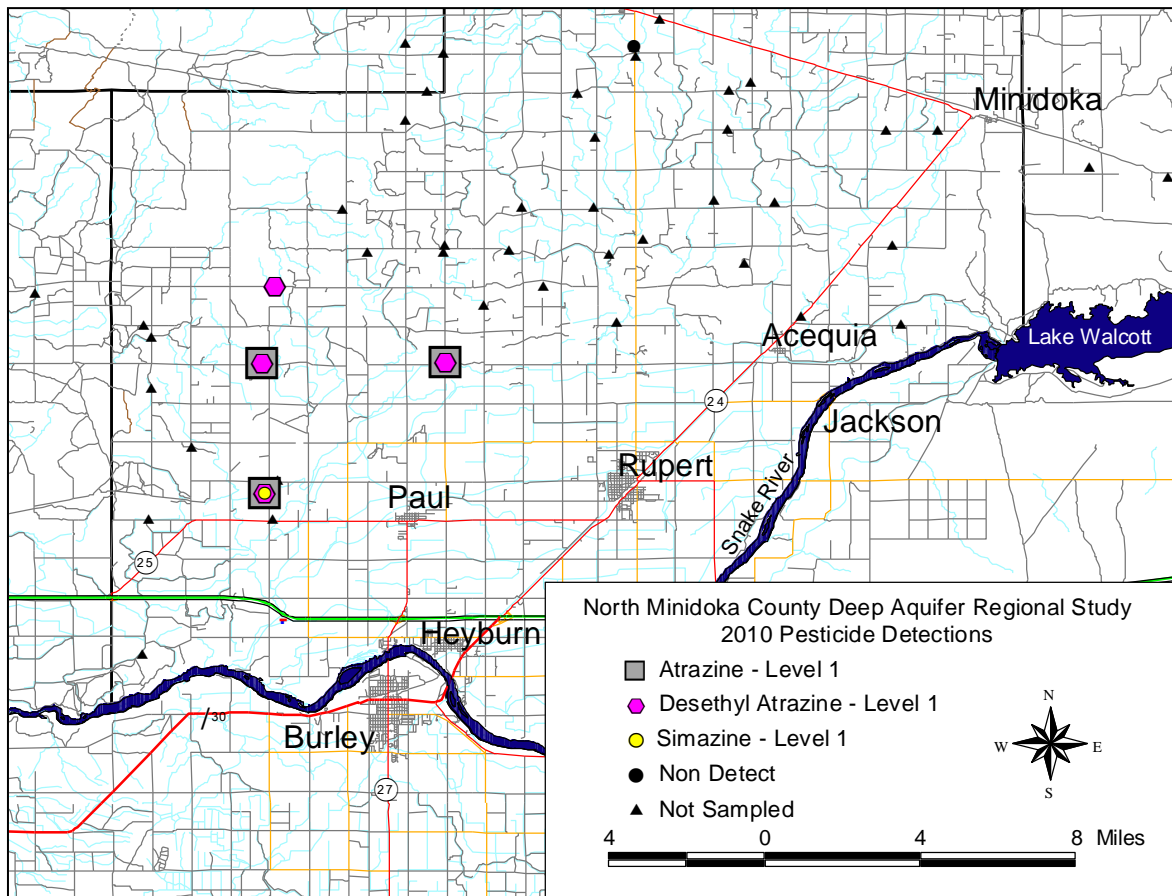 Minidoka
Acequia
Lake Walcott
24
Jackson
Rupert
Paul
Snake River
25
Heyburn
30
Burley
27
North Minidoka County Deep Aquifer Regional Study
2010 Pesticide Detections
Atrazine - Level 1
Desethyl Atrazine - Level 1
Simazine - Level 1
Non Detect
Not Sampled
N
W E
S
4 0 4 8 Miles